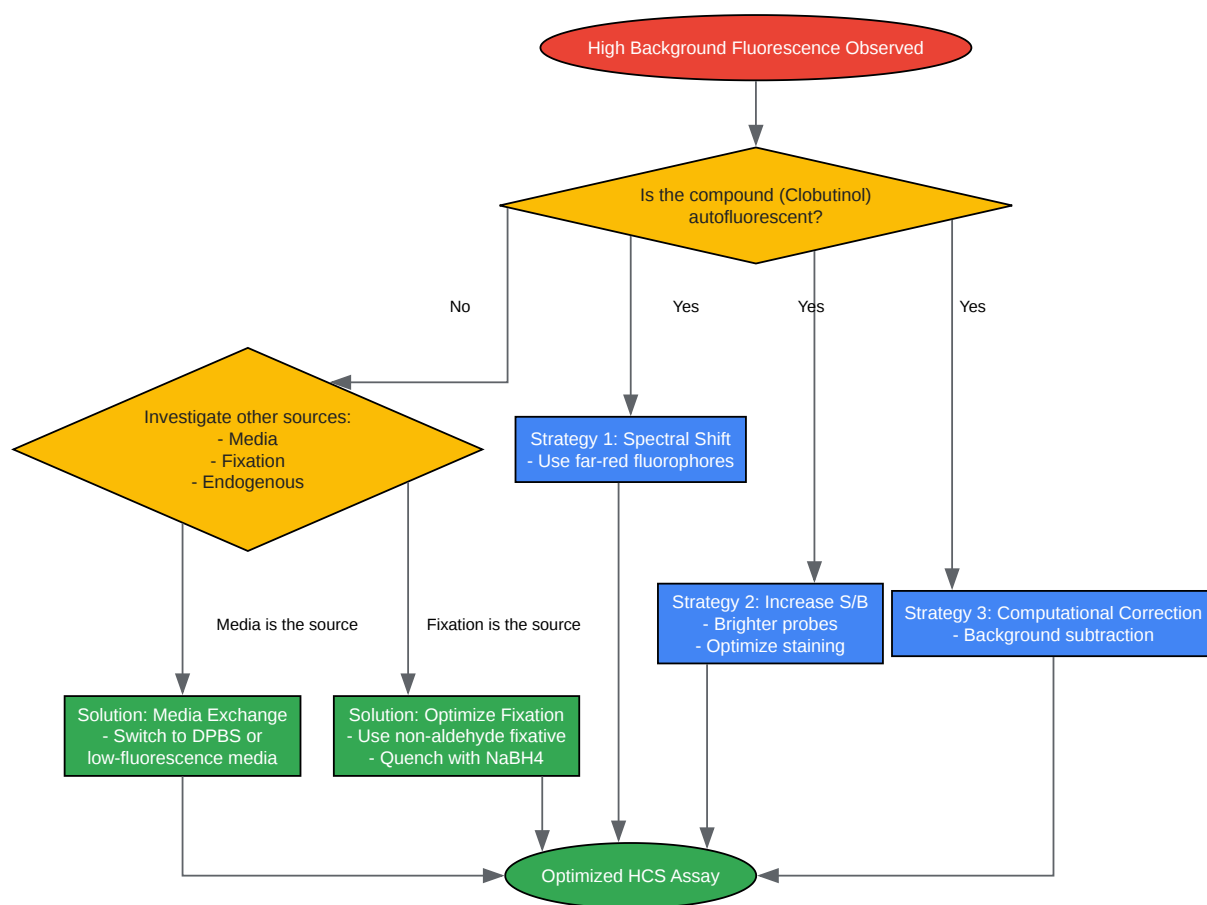 High Background Fluorescence Observed
Is the compound (Clobutinol)
autofluorescent?
No
Yes
Yes
Yes
Investigate other sources:
- Media
- Fixation
- Endogenous
Strategy 1: Spectral Shift
- Use far-red fluorophores
Strategy 2: Increase S/B
- Brighter probes
- Optimize staining
Strategy 3: Computational Correction
- Background subtraction
Media is the source
Fixation is the source
Solution: Media Exchange
- Switch to DPBS or
low-fluorescence media
Solution: Optimize Fixation
- Use non-aldehyde fixative
- Quench with NaBH4
Optimized HCS Assay